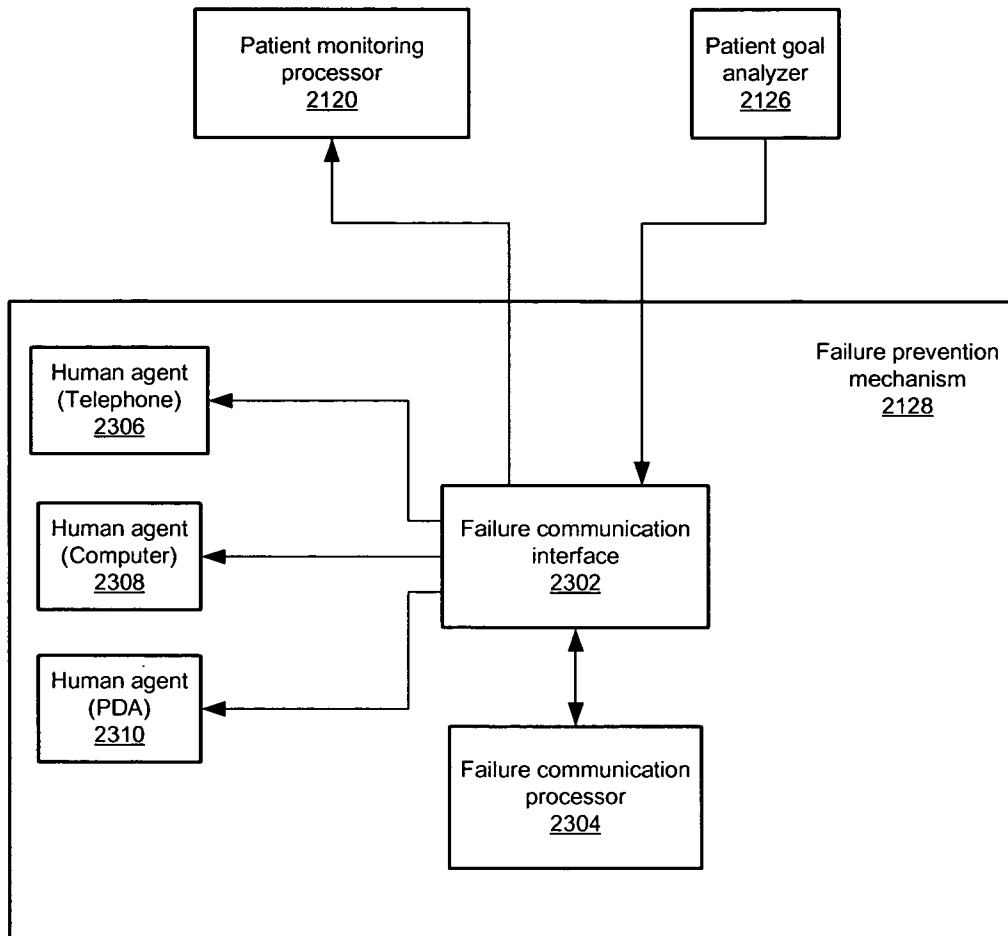 Patient monitoring
processor
2120
Patient goal
analyzer
2126
Failure prevention
mechanism
2128
Human agent
(Telephone)
2306
Human agent
(Computer)
2308
Human agent
(PDA)
2310
Failure communication
interface
2302
Failure communication
processor
2304